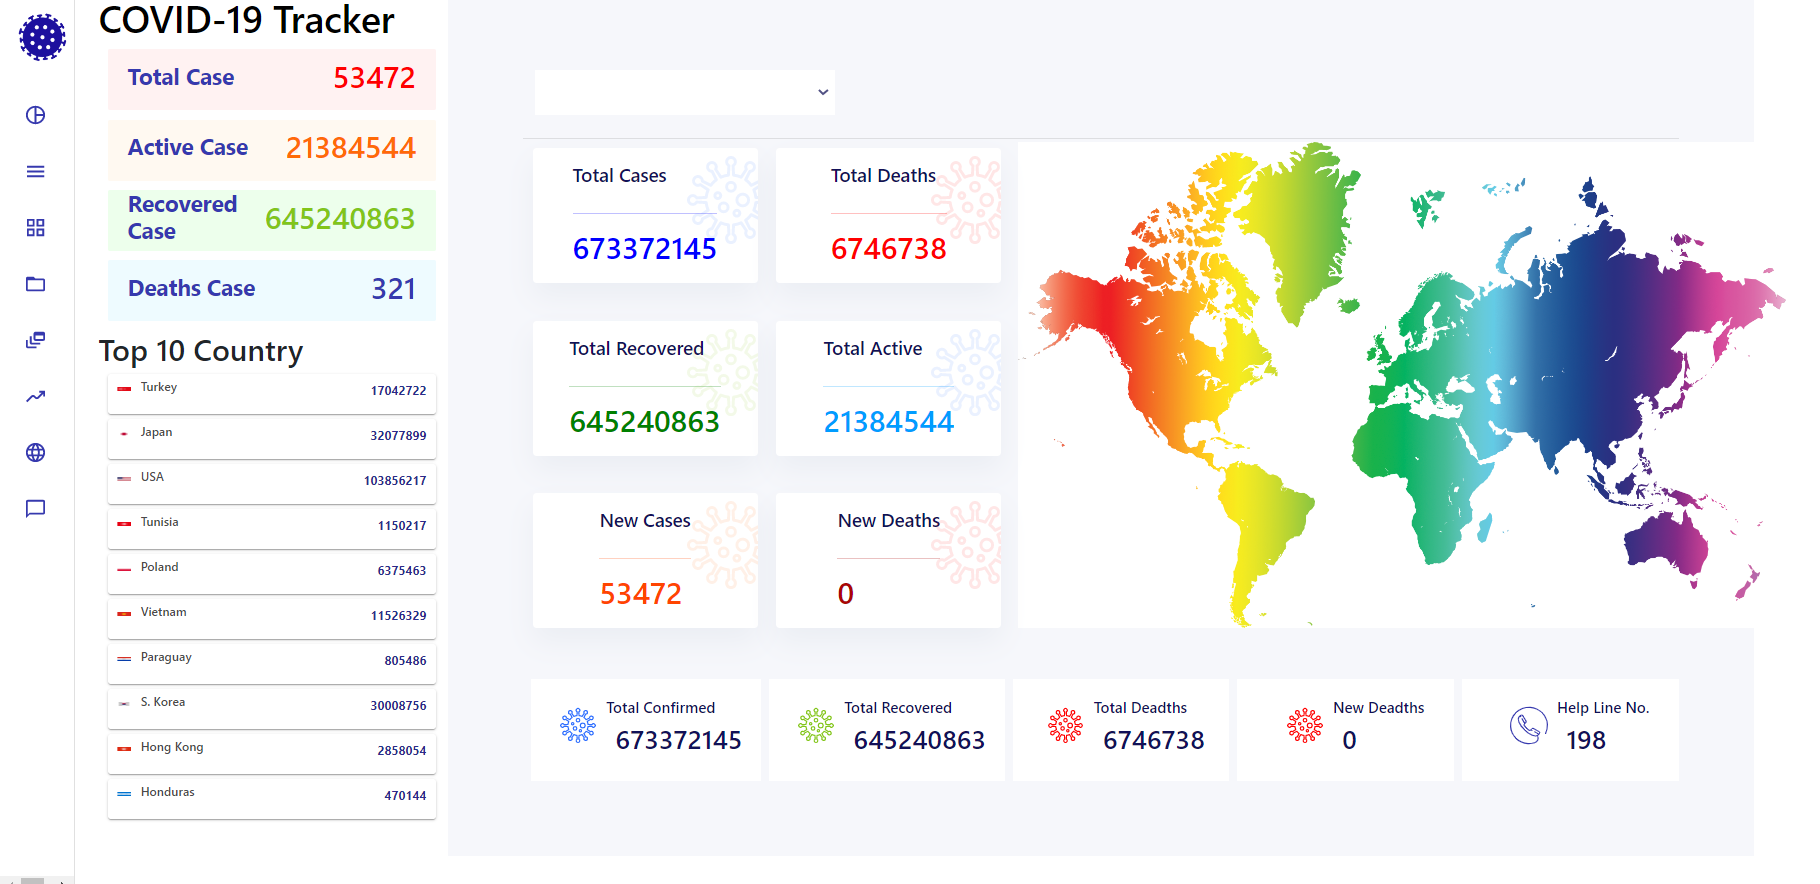 COVID-19 Tracker
Total Case
53472
Active Case
21384544
Recovered
Case
645240863
Deaths Case
321
Top 10 Country
Turkey
17042722
Japan
32077899
USA
103856217
Tunisia
1150217
Poland
6375463
Vietnam
11526329
Paraguay
805486
S. Korea
30008756
Hong Kong
2858054
Honduras
470144
Total Cases
673372145
Total Deaths
6746738
Total Recovered
645240863
Total Active
21384544
New Cases
53472
New Deaths
0
Total Confirmed
673372145
Total Recovered
645240863
Total Deadths
6746738
New Deadths
0
Help Line No.
198